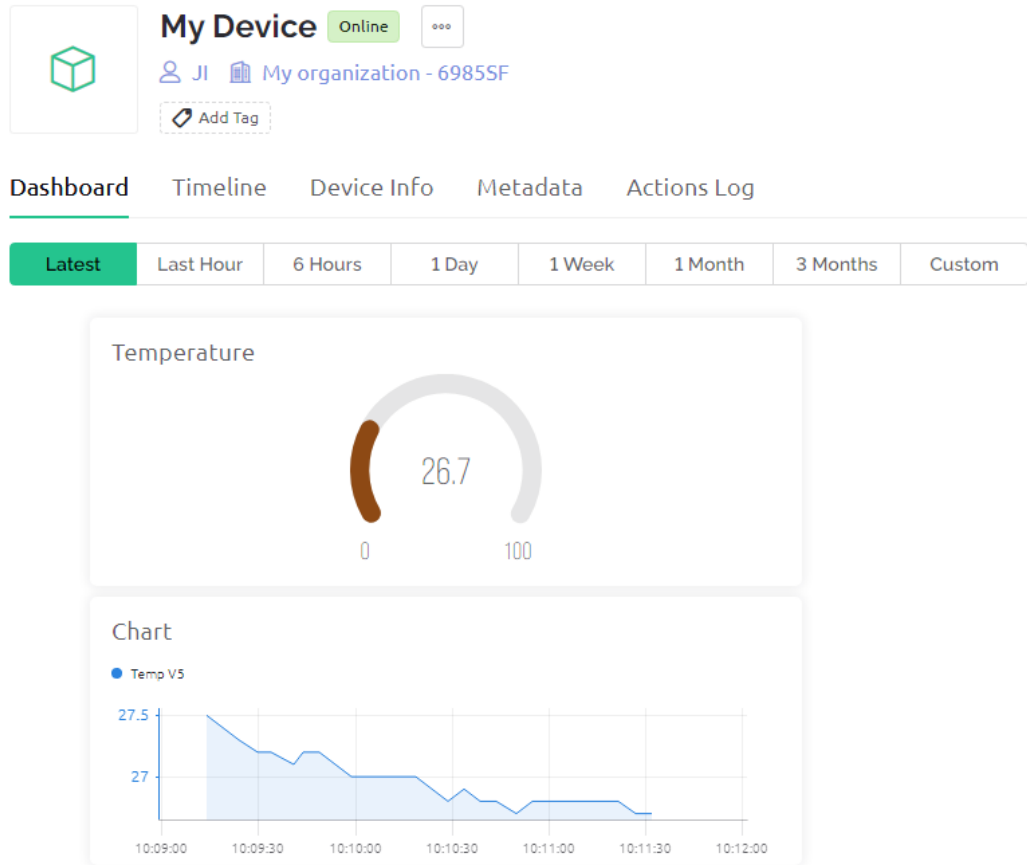 My Device Online
JI My organization - 6985SF
Add Tag
Dashboard Timeline Device Info Metadata Actions Log
Latest Last Hour 6 Hours 1 Day 1 Week 1 Month 3 Months Custom
Temperature
26.7
0 100
Chart
Temp V5
27.5
27
10:09:00 10:09:30 10:10:00 10:10:30 10:11:00 10:11:30 10:12:00